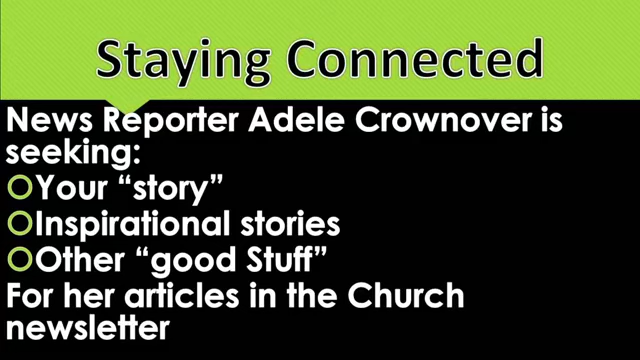 Staying Connected
News Reporter Adele Crownover is
seeking:
Your “story”
Inspirational stories
Other “good Stuff”
For her articles in the Church
newsletter